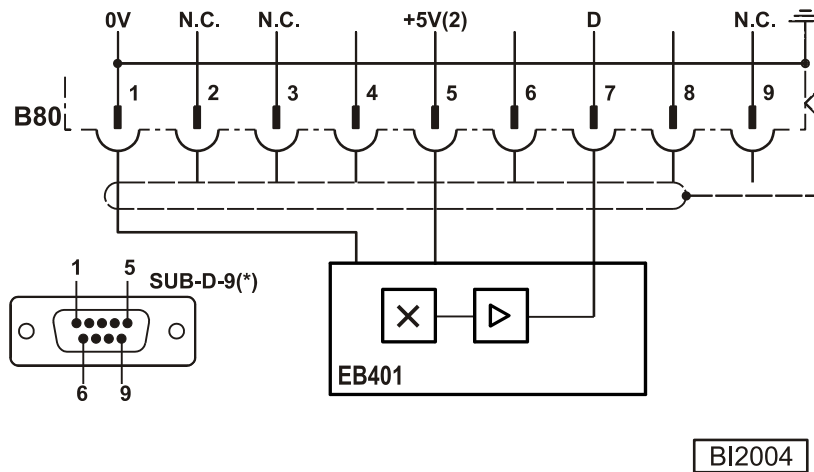 0V N.C. N.C. +5V(2) D N.C.
1 2 3 4 5 6 7 8 9
B80
1 5 SUB-D-9(*)
6 9
EB401
BI2004